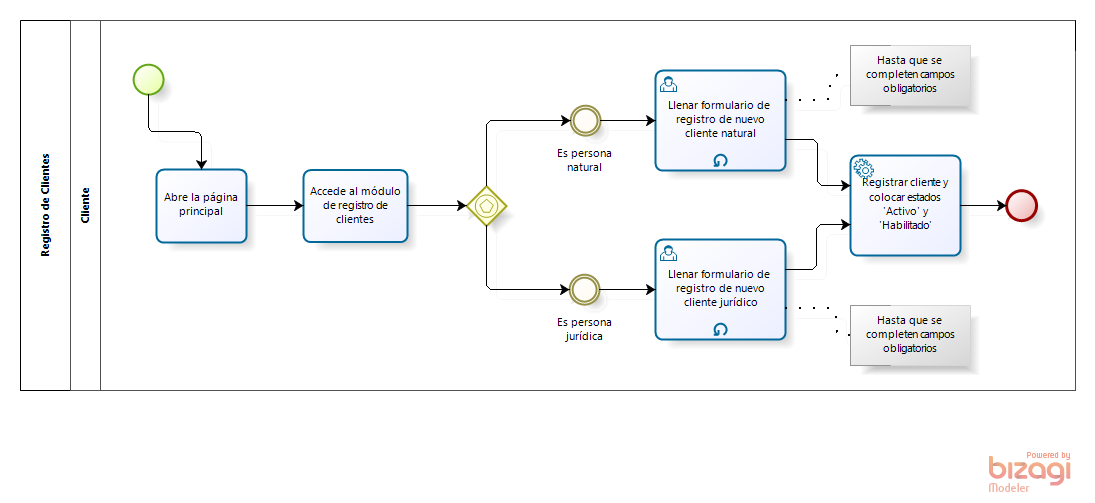 Registro de Clientes
Cliente
Abre la página
principal
Accede al módulo
de registro de
clientes
Es persona
natural
Es persona
jurídica
Llenar formulario de
registro de nuevo
cliente natural
Llenar formulario de
registro de nuevo
cliente jurídico
Hasta que se
completen campos
obligatorios
Registrar cliente y
colocar estados
'Activo' y
'Habilitado'
Hasta que se
completen campos
obligatorios
Powered by
bizagi
Modeler